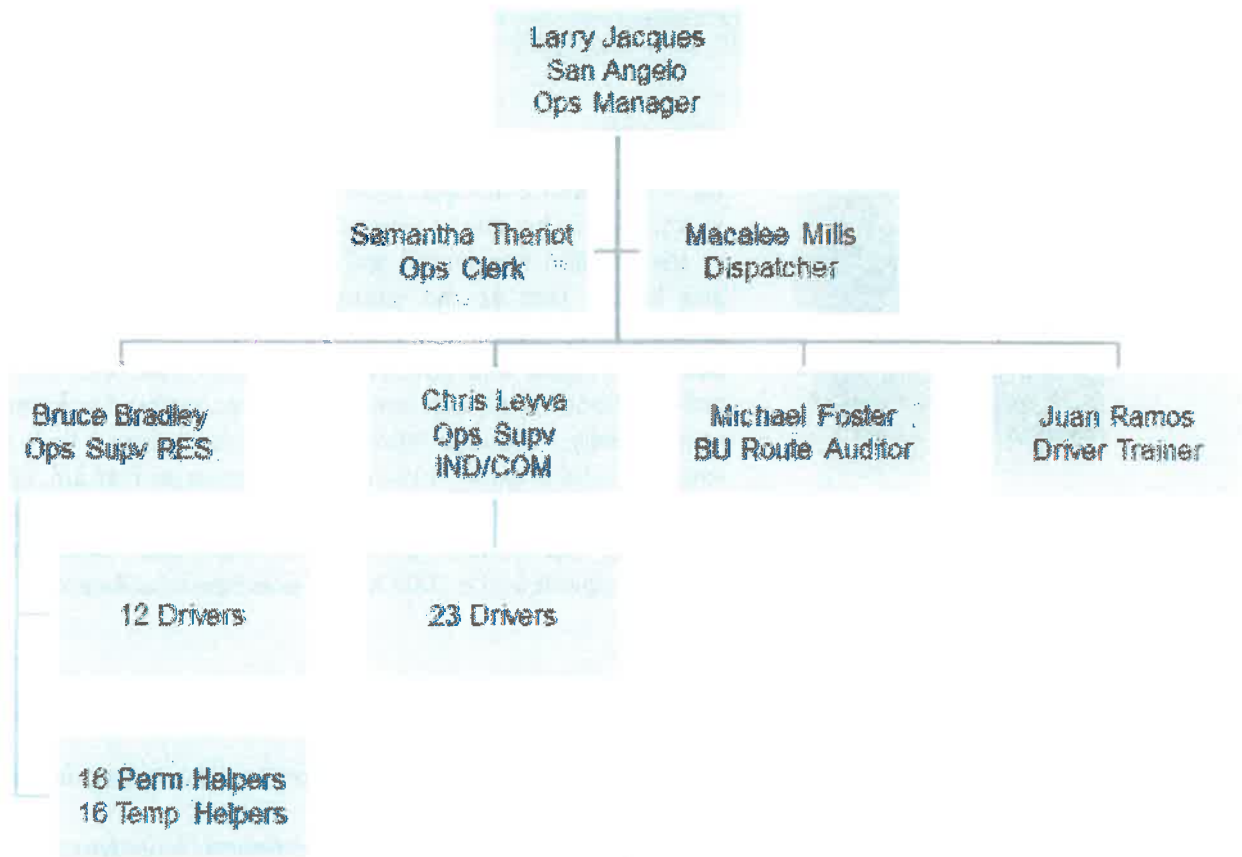 Larry Jacques
San Angelo
Ops Manager
Samantha Theriot
Ops Clerk
Macalee Mills
Dispatcher
Bruce Bradley
Ops Supv RES
Chris Leyva
Ops Supv
IND/COM
Michael Foster
BU Route Auditor
Juan Ramos
Driver Trainer
12 Drivers
23 Drivers
16 Perm Helpers
16 Temp Helpers